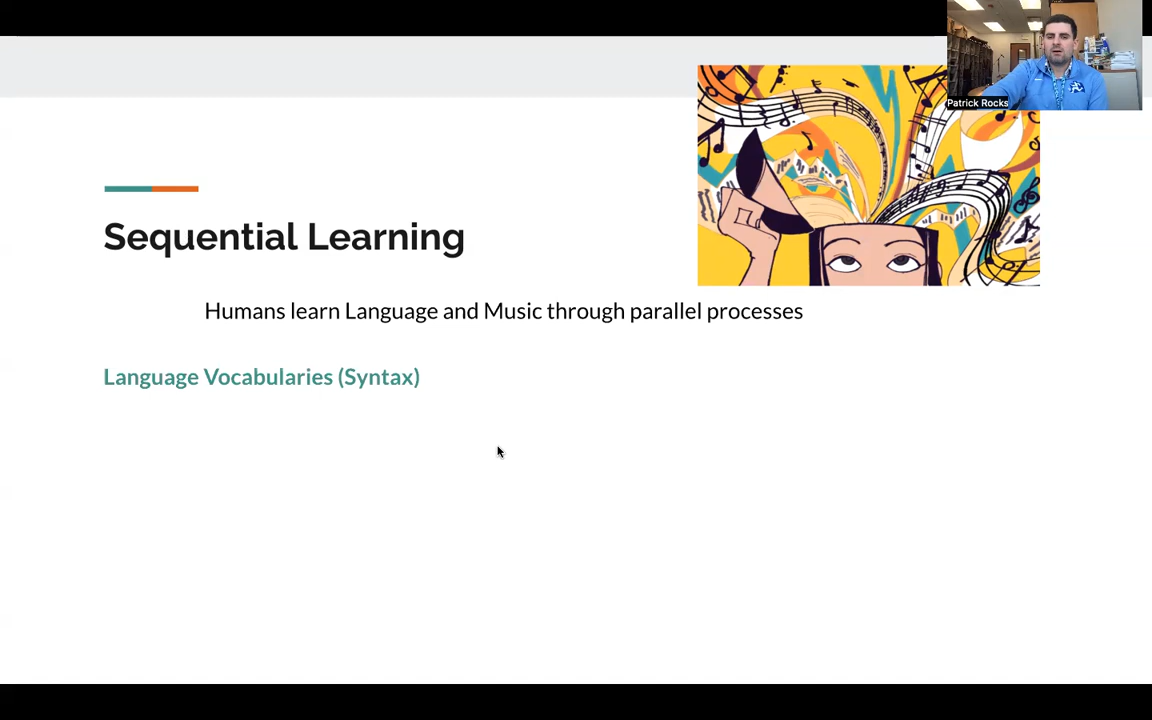 Patrick Rocks
Sequential Learning
Humans learn Language and Music through parallel processes
Language Vocabularies (Syntax)